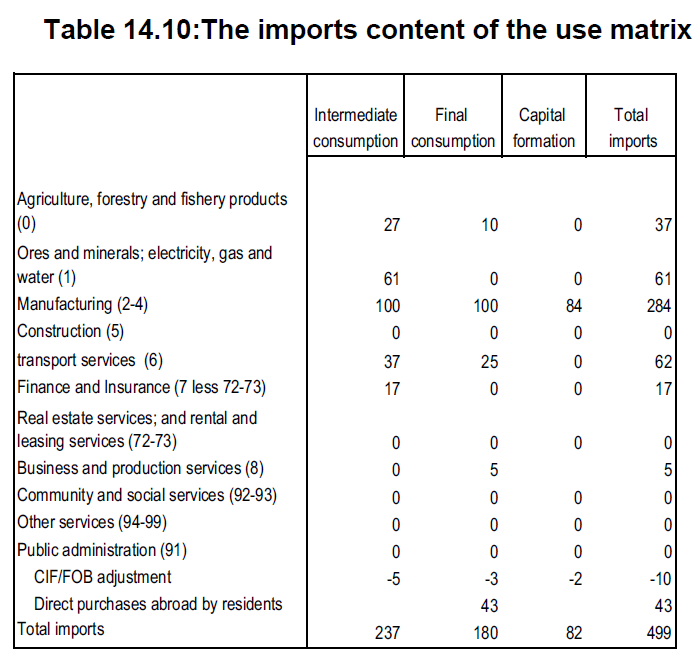 Table 14.10:The imports content of the use matrix
Intermediate Final Capital Total
consumption consumption formation imports
Agriculture, forestry and fishery products
(0) 27 10 0 37
Ores and minerals; electricity, gas and
water (1) 61 0 0 61
Manufacturing (2-4) 100 100 84 284
Construction (5) 0 0 0 0
transport services (6) 37 25 0 62
Finance and Insurance (7 less 72-73) 17 0 0 17
Real estate services; and rental and
leasing services (72-73) 0 0 0 0
Business and production services (8) 0 5 5
Community and social services (92-93) 0 0 0 0
Other services (94-99) 0 0 0 0
Public administration (91) 0 0 0 0
CIF/FOB adjustment -5 -3 -2 -10
Direct purchases abroad by residents 43 43
Total imports 237 180 82 499